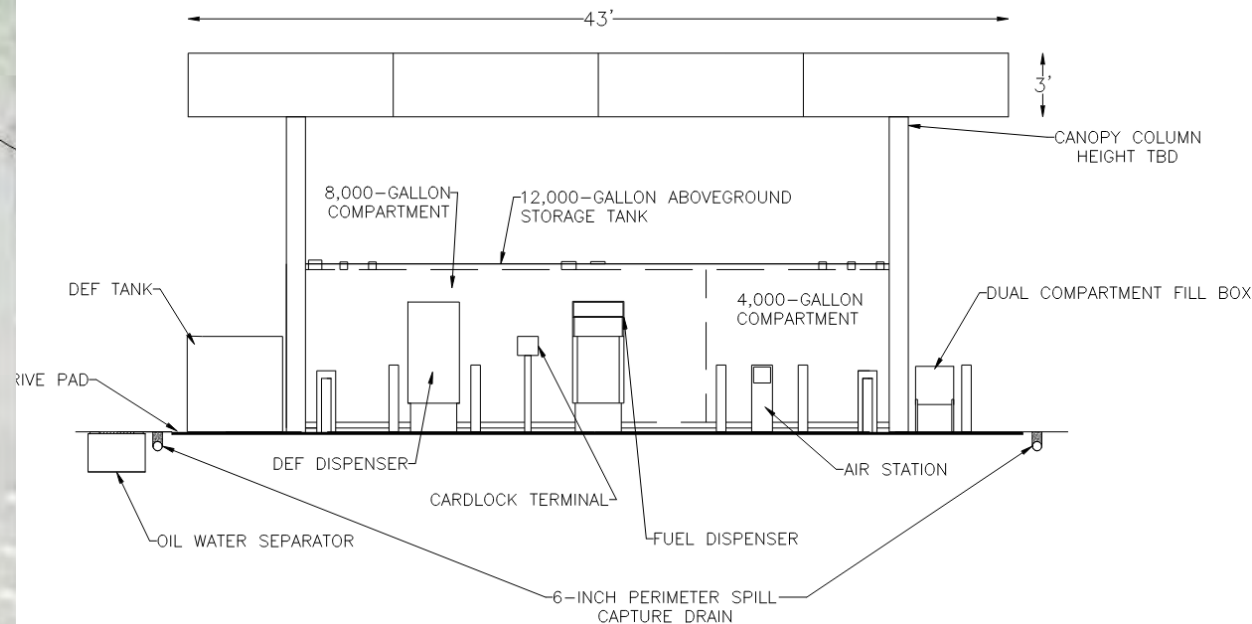 43'
3'
CANOPY COLUMN
HEIGHT TBD
8,000-GALLON
COMPARTMENT
12,000-GALLON ABOVEGROUND
STORAGE TANK
DEF TANK
4,000-GALLON
COMPARTMENT
DUAL COMPARTMENT FILL BOX
RIVE PAD
DEF DISPENSER
AIR STATION
CARDLOCK TERMINAL
OIL WATER SEPARATOR
FUEL DISPENSER
6-INCH PERIMETER SPILL
CAPTURE DRAIN